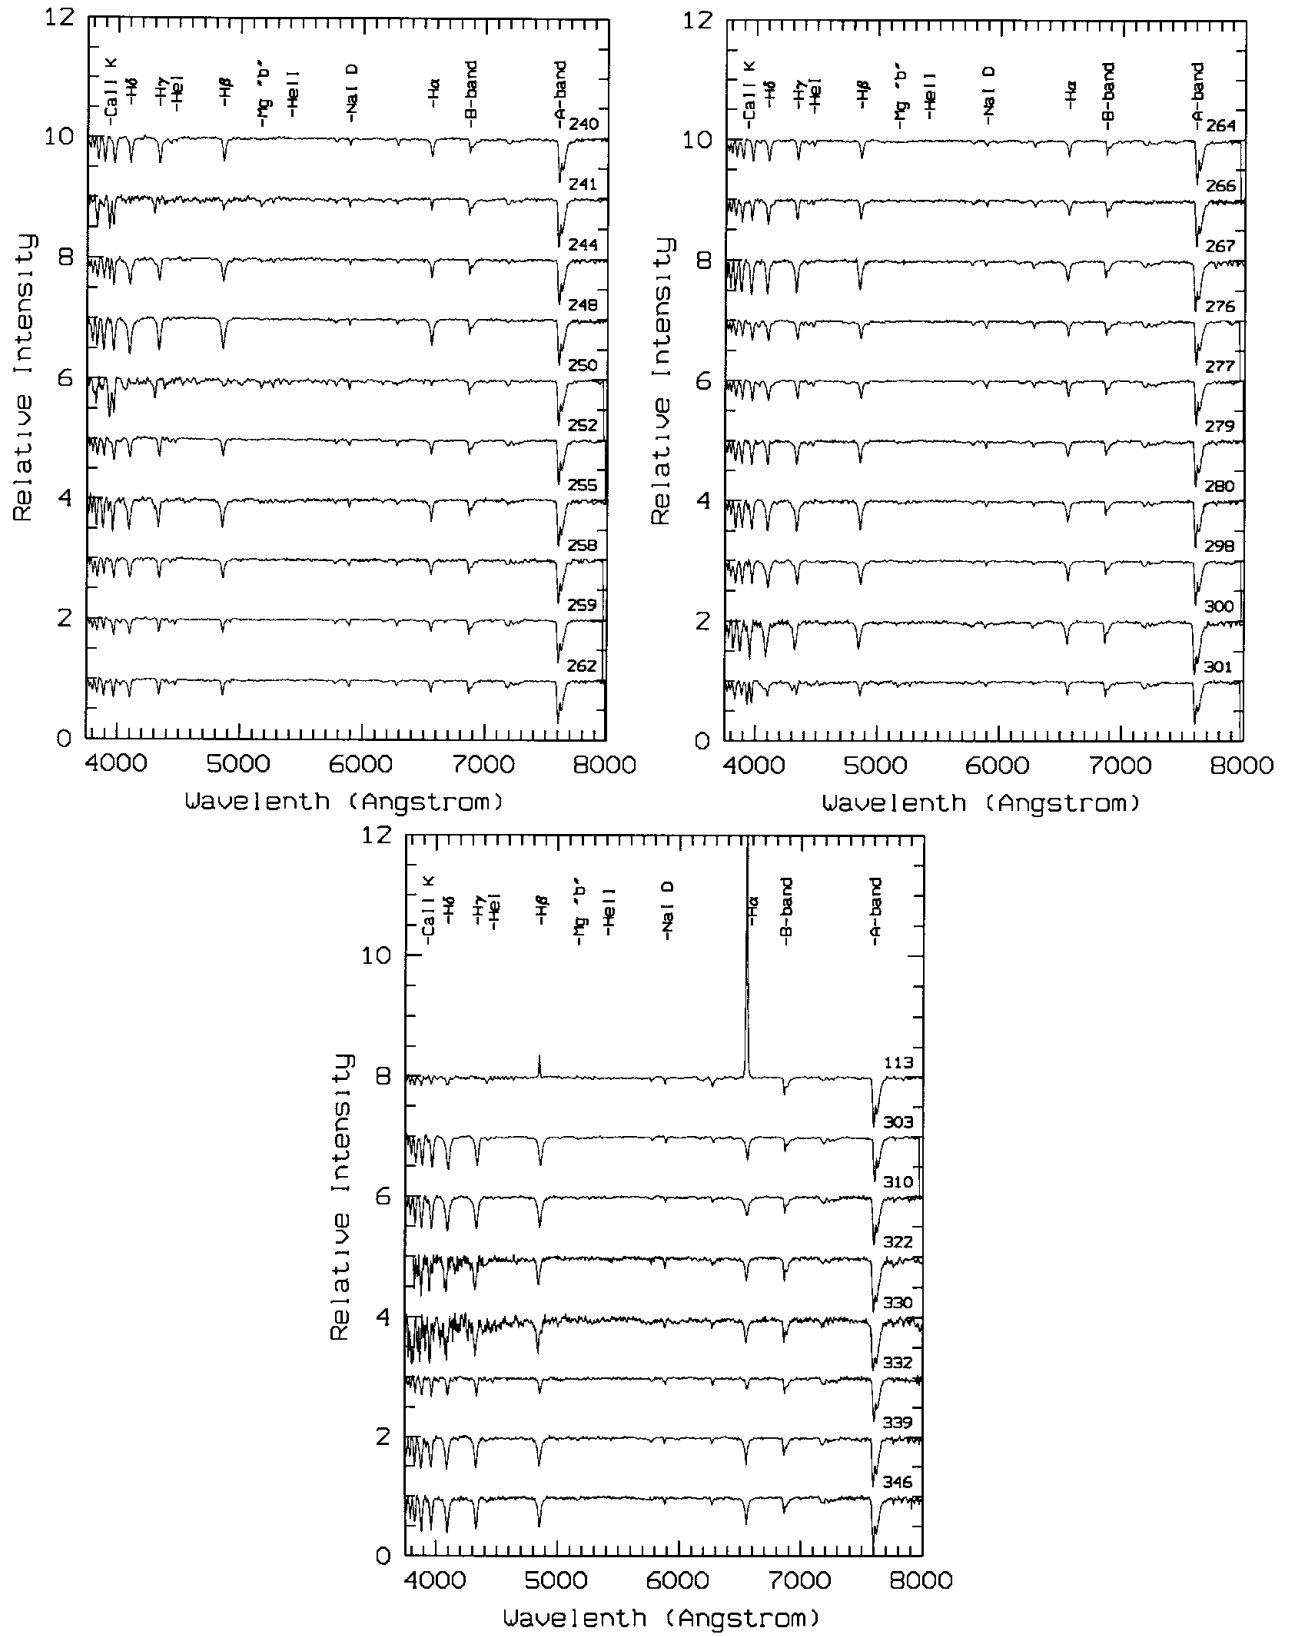 12
10
8
6
4
2
0
Relative Intensity
-CaII K
-Hδ
-Hγ
-HeI
-Hβ
-Mg "b"
-HeII
-NaI D
-Hα
-B-band
-A-band
240
241
244
248
250
252
255
258
259
262
4000 5000 6000 7000 8000
Wavelenth (Angstrom)
12
10
8
6
4
2
0
Relative Intensity
-CaII K
-Hδ
-Hγ
-HeI
-Hβ
-Mg "b"
-HeII
-NaI D
-Hα
-B-band
-A-band
264
266
267
276
277
279
280
298
300
301
4000 5000 6000 7000 8000
Wavelenth (Angstrom)
12
10
8
6
4
2
0
Relative Intensity
-CaII K
-Hδ
-Hγ
-HeI
-Hβ
-Mg "b"
-HeII
-NaI D
-Hα
-B-band
-A-band
113
303
310
322
330
332
339
346
4000 5000 6000 7000 8000
Wavelenth (Angstrom)